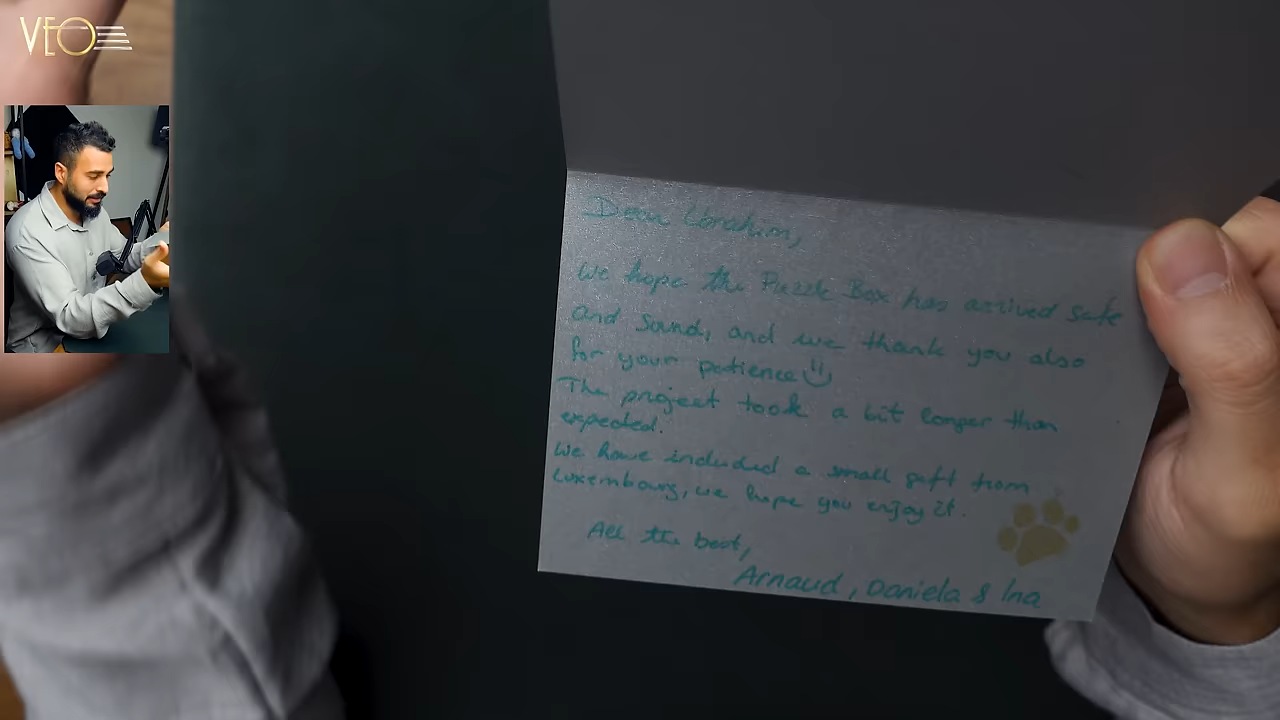 VEO
Dear Ibrahim,
We hope the Puzzle Box has arrived safe
and sound, and we thank you also
for your patience
The project took a bit longer than
expected.
We have included a small gift from
Luxembourg, we hope you enjoy it.
All the best,
Arnaud, Daniela & Ina